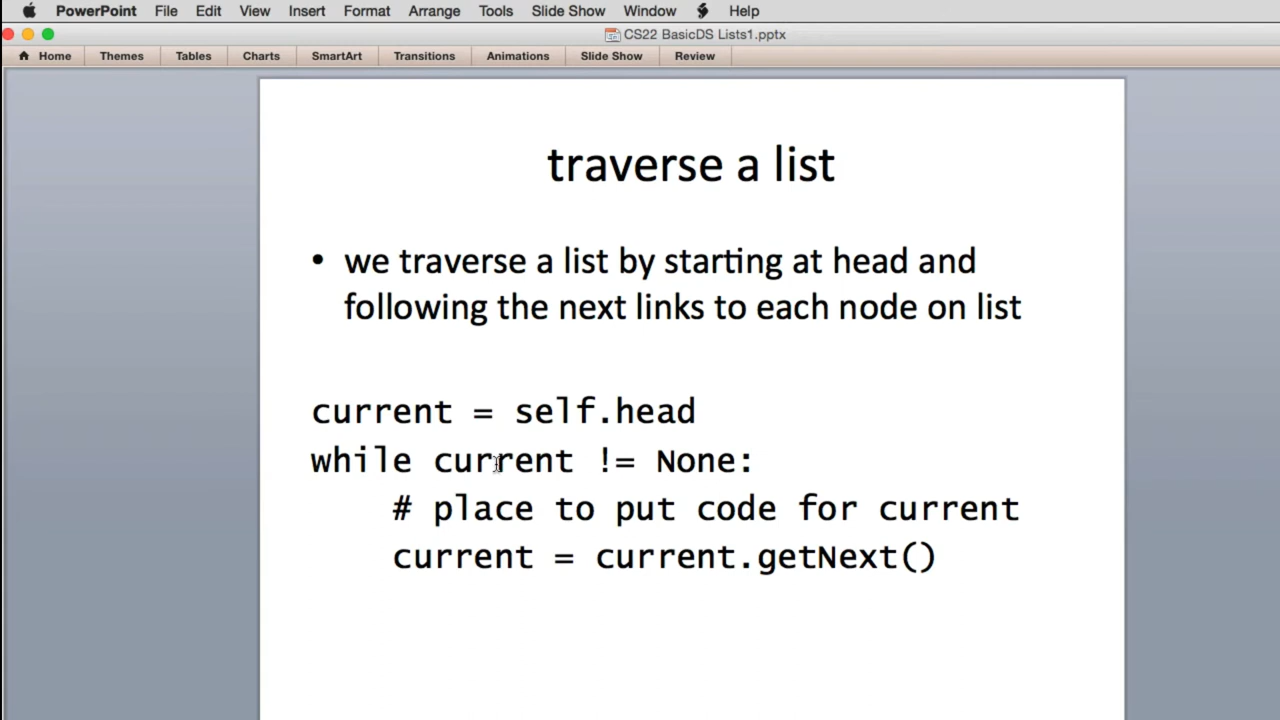 PowerPoint File Edit View Insert Format Arrange Tools Slide Show Window Help
CS22 BasicDS Lists1.pptx
Home Themes Tables Charts SmartArt Transitions Animations Slide Show Review
traverse a list
• we traverse a list by starting at head and
following the next links to each node on list
current = self.head
while current != None:
# place to put code for current
current = current.getNext()